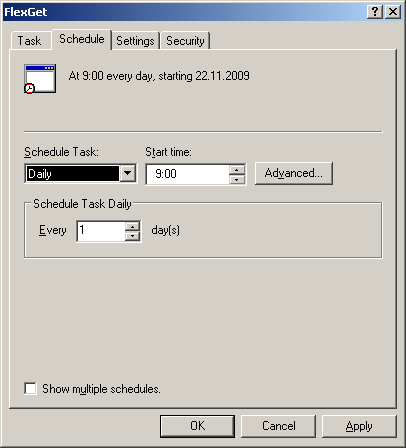 FlexGet
Task Schedule Settings Security
At 9:00 every day, starting 22.11.2009
Schedule Task: Start time:
Daily 9:00 Advanced...
Schedule Task Daily
Every 1 day(s)
Show multiple schedules.
OK Cancel Apply